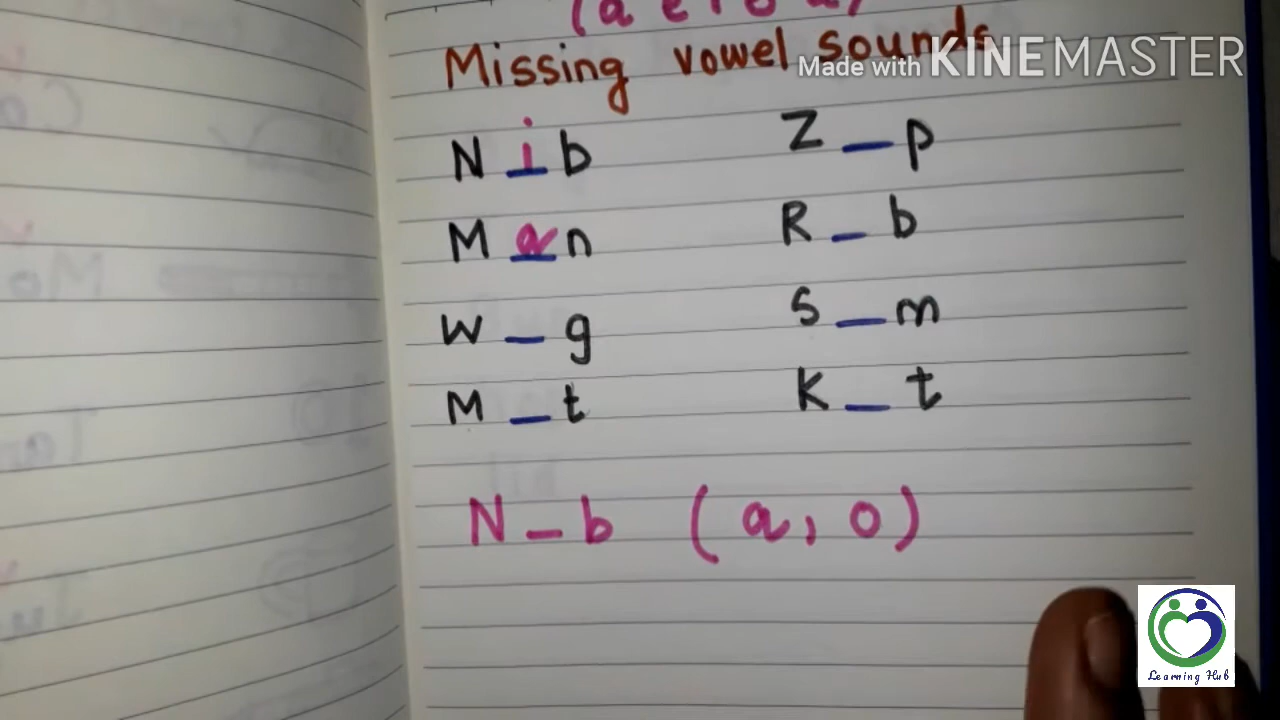 (a e i o u)
Missing vowel sounds
Made with KINEMASTER
N i b Z _ p
M a n R _ b
W _ g S _ m
M _ t K _ t
N _ b (a, o)
Learning Hub